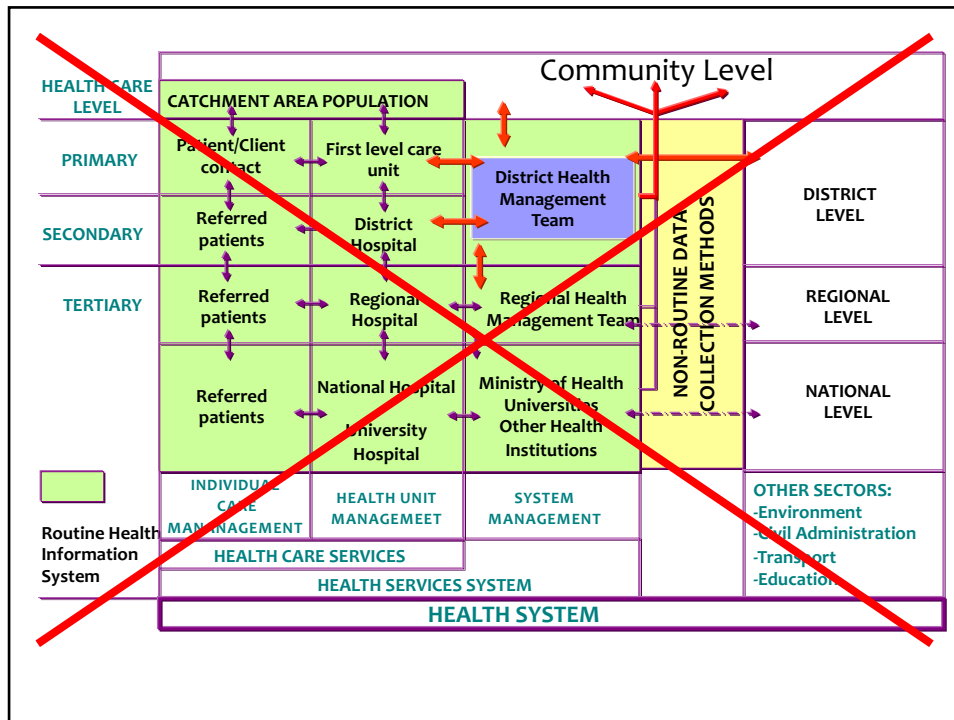 Community Level
HEALTH CARE
LEVEL
CATCHMENT AREA POPULATION
PRIMARY
Patient/Client
contact
First level care
unit
District Health
Management
Team
NON-ROUTINE DATA
COLLECTION METHODS
DISTRICT
LEVEL
SECONDARY
Referred
patients
District
Hospital
TERTIARY
Referred
patients
Regional
Hospital
Regional Health
Management Team
REGIONAL
LEVEL
Referred
patients
National Hospital
University
Hospital
Ministry of Health
Universities
Other Health
Institutions
NATIONAL
LEVEL
Routine Health
Information
System
INDIVIDUAL
CARE
MANANAGEMENT
HEALTH UNIT
MANAGEMEET
SYSTEM
MANAGEMENT
OTHER SECTORS:
-Environment
-Civil Administration
-Transport
-Education
HEALTH CARE SERVICES
HEALTH SERVICES SYSTEM
HEALTH SYSTEM